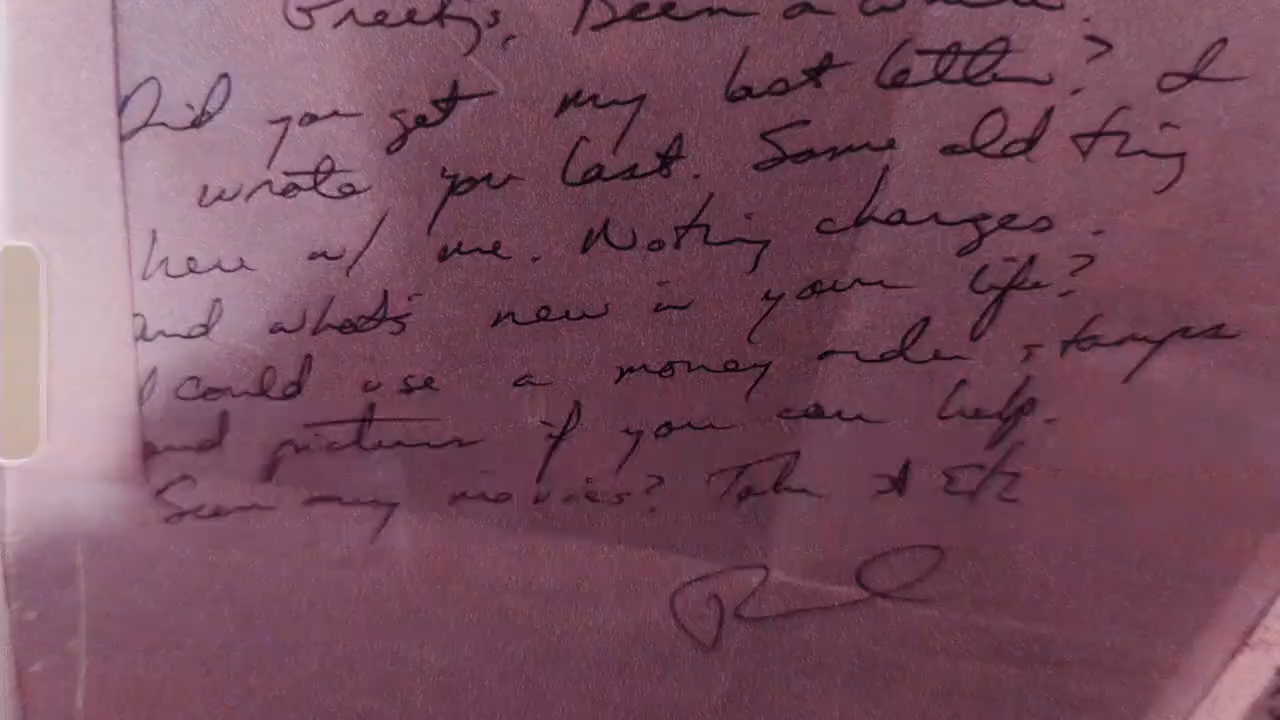 Greetings, Been a while.
Did you get my last letter? I
wrote you last. Same old thing
here w/ me. Nothing changes.
and what's new in your life?
I could use a money order, stamps
and pictures if you can help.
Seen any movies? Take it Ez